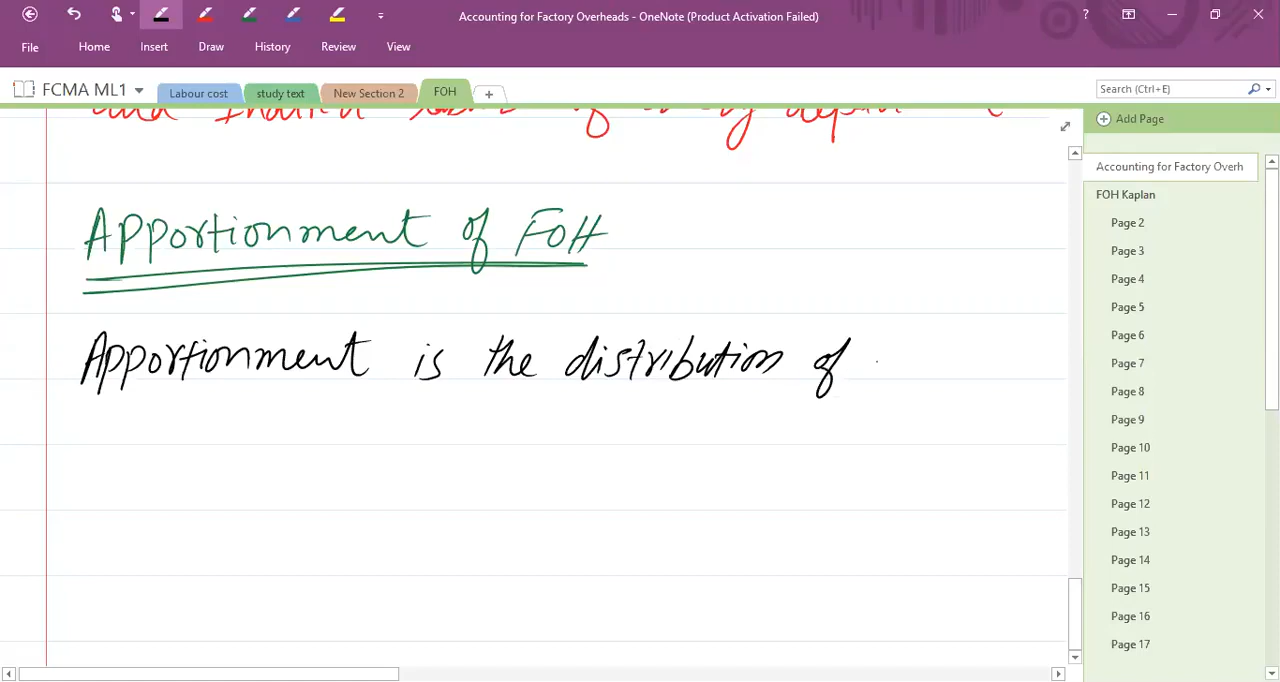 Accounting for Factory Overheads - OneNote (Product Activation Failed)
?
File
Home
Insert
Draw
History
Review
View
FCMA ML1
Labour cost
study text
New Section 2
FOH
+
Search (Ctrl+E)
and
of
Apportionment of FOH
Apportionment is the distribution of
Add Page
Accounting for Factory Overh
FOH Kaplan
Page 2
Page 3
Page 4
Page 5
Page 6
Page 7
Page 8
Page 9
Page 10
Page 11
Page 12
Page 13
Page 14
Page 15
Page 16
Page 17